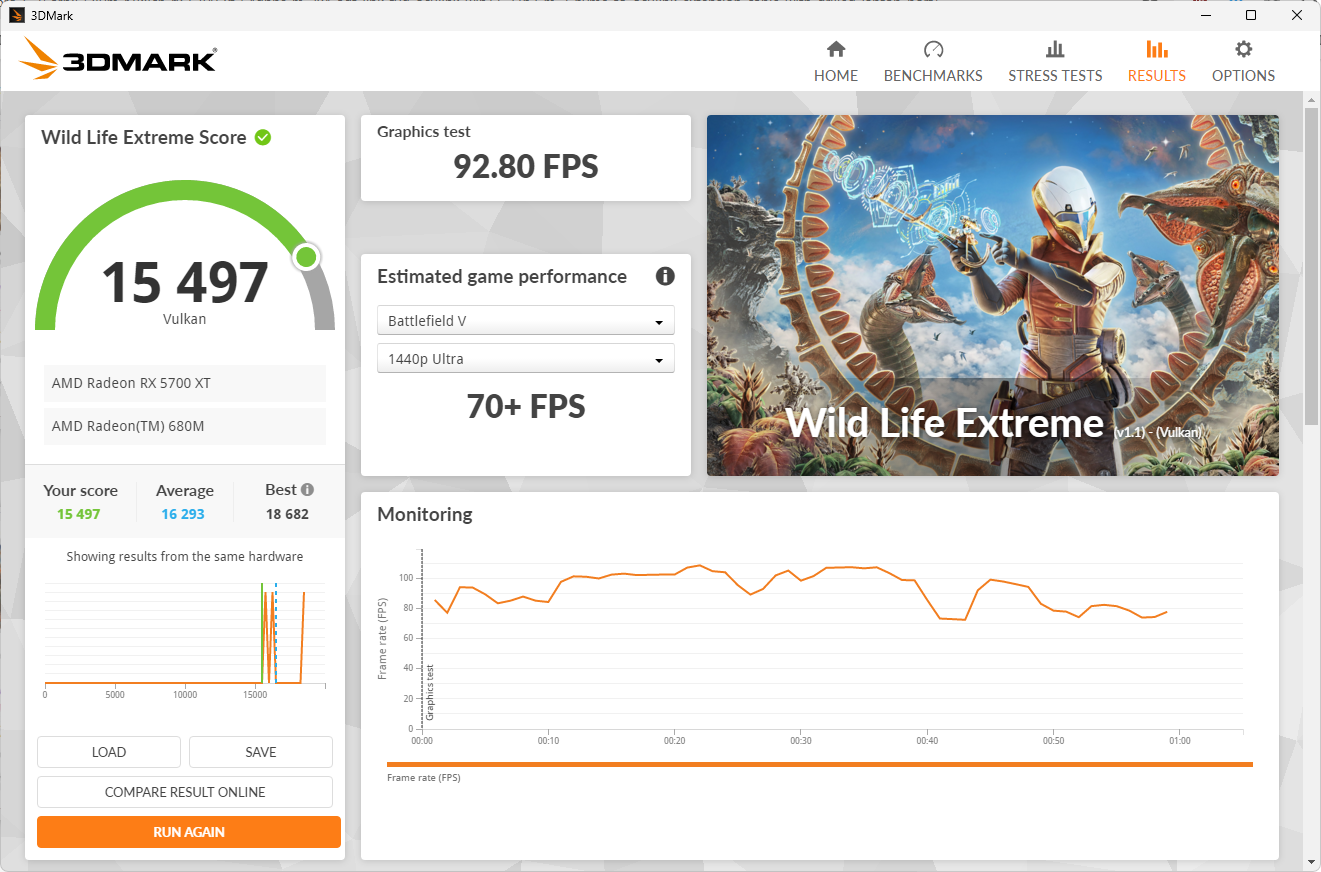 3DMark
3DMARK®
HOME
BENCHMARKS
STRESS TESTS
RESULTS
OPTIONS
Wild Life Extreme Score
15 497
Vulkan
AMD Radeon RX 5700 XT
AMD Radeon(TM) 680M
Your score
15 497
Average
16 293
Best
18 682
Showing results from the same hardware
0 5000 10000 15000
LOAD
SAVE
COMPARE RESULT ONLINE
RUN AGAIN
Graphics test
92.80 FPS
Estimated game performance
Battlefield V
1440p Ultra
70+ FPS
Wild Life Extreme (v1.1) - (Vulkan)
Monitoring
Frame rate (FPS)
100
80
60
40
20
0
Graphics test
00:00 00:10 00:20 00:30 00:40 00:50 01:00
Frame rate (FPS)